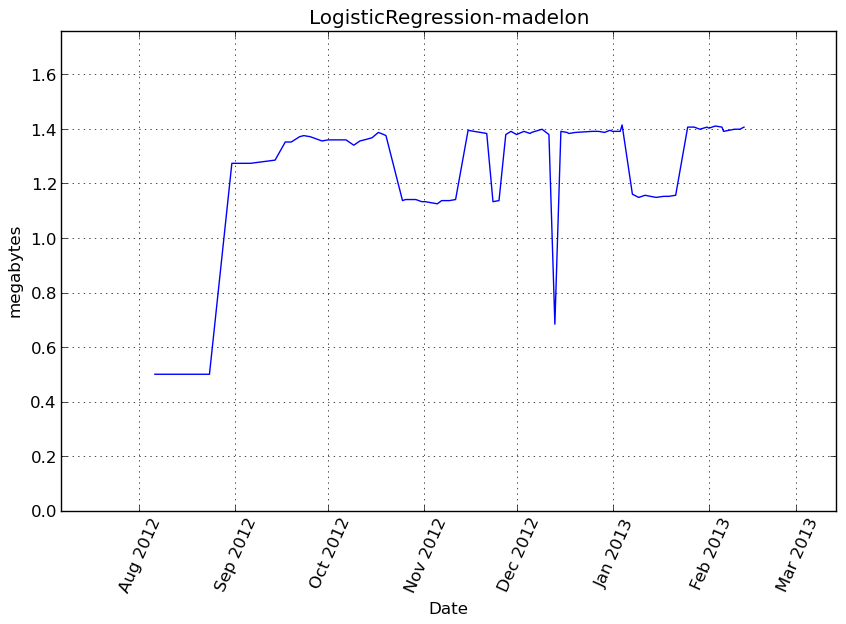 LogisticRegression-madelon
1.6
1.4
1.2
1.0
0.8
0.6
0.4
0.2
0.0
megabytes
Aug 2012
Sep 2012
Oct 2012
Nov 2012
Dec 2012
Jan 2013
Feb 2013
Mar 2013
Date